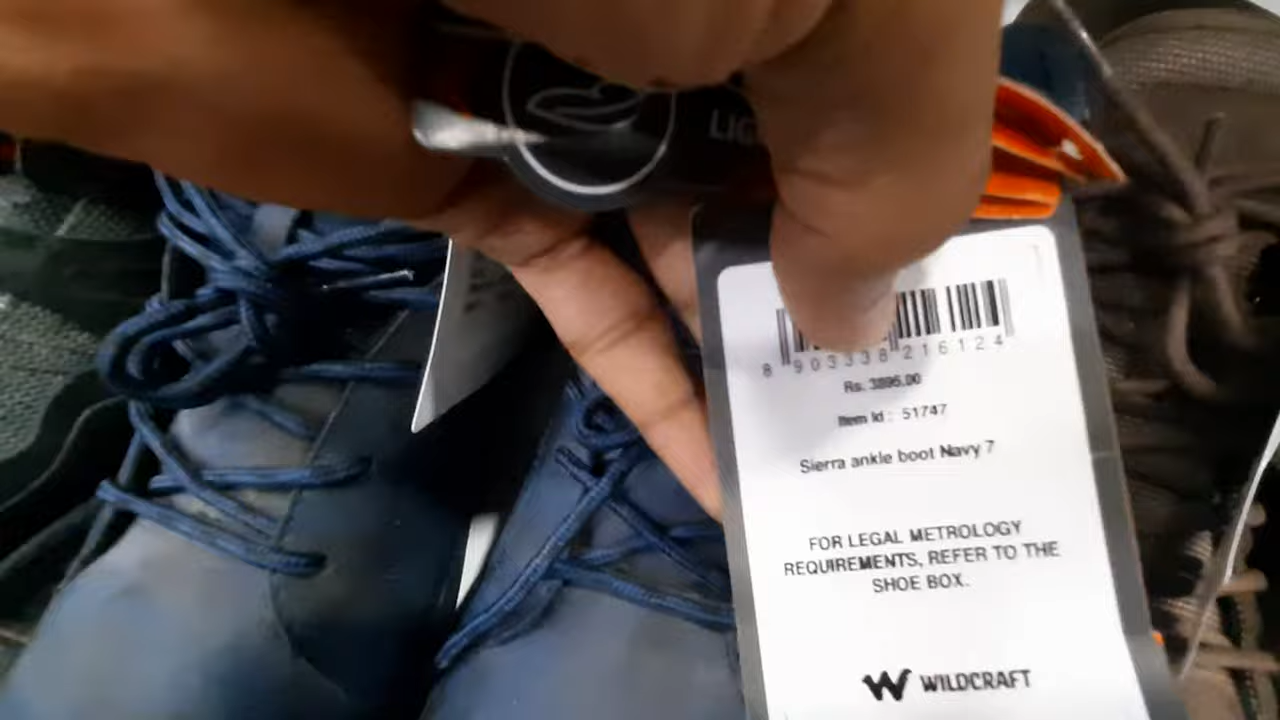 LIG
8 903338 216124
Rs. 3895.00
Item Id : 51747
Sierra ankle boot Navy 7
FOR LEGAL METROLOGY
REQUIREMENTS, REFER TO THE
SHOE BOX.
WILDCRAFT